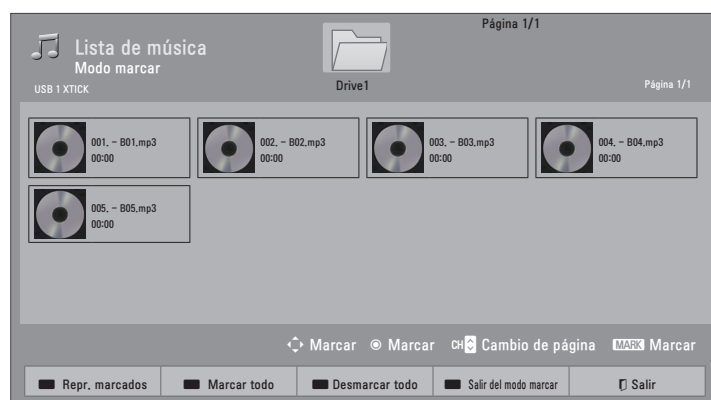 Página 1/1
Lista de música
Modo marcar
USB 1 XTICK
Drive1
Página 1/1
001. - B01.mp3
00:00
002. - B02.mp3
00:00
003. - B03.mp3
00:00
004. - B04.mp3
00:00
005. - B05.mp3
00:00
Marcar Marcar CH Cambio de página MARK Marcar
Repr. marcados Marcar todo Desmarcar todo Salir del modo marcar Salir